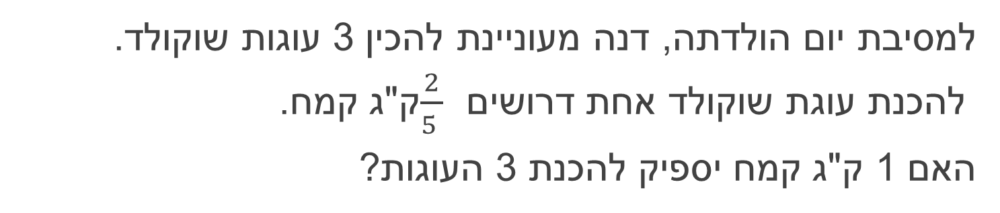 למסיבת יום הולדתה, דנה מעוניינת להכין 3 עוגות שוקולד.
להכנת עוגת שוקולד אחת דרושים 2/5 ק"ג קמח.
האם 1 ק"ג קמח יספיק להכנת 3 העוגות?